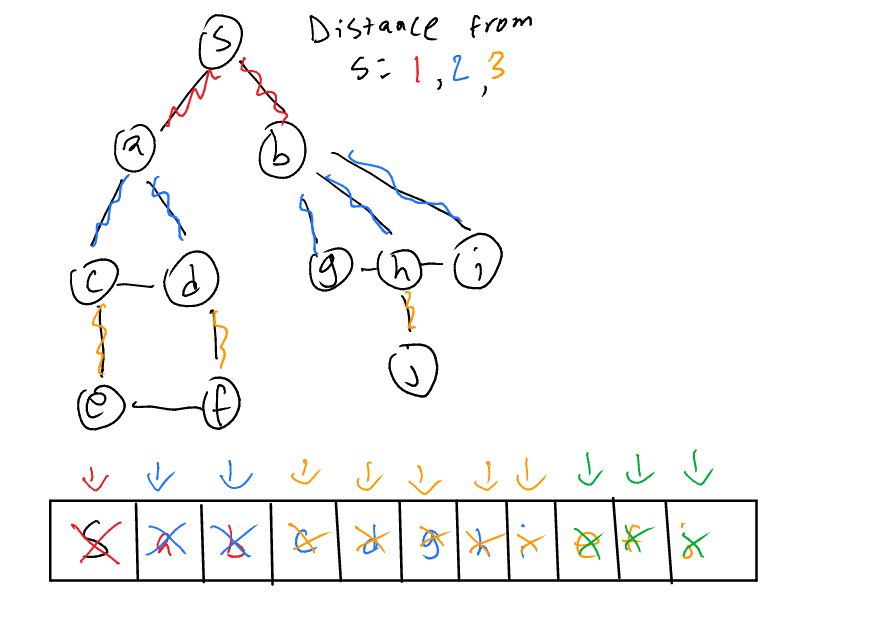 S
Distance from
S = 1, 2, 3
a b
c d g h i
j
e f
S a b c d g h i e f j